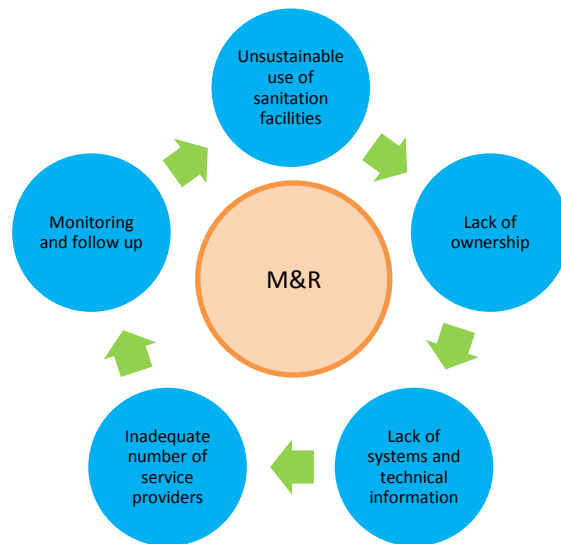 Unsustainable
use of
sanitation
facilities
Lack of
ownership
Lack of
systems and
technical
information
Inadequate
number of
service
providers
Monitoring
and follow up
M&R